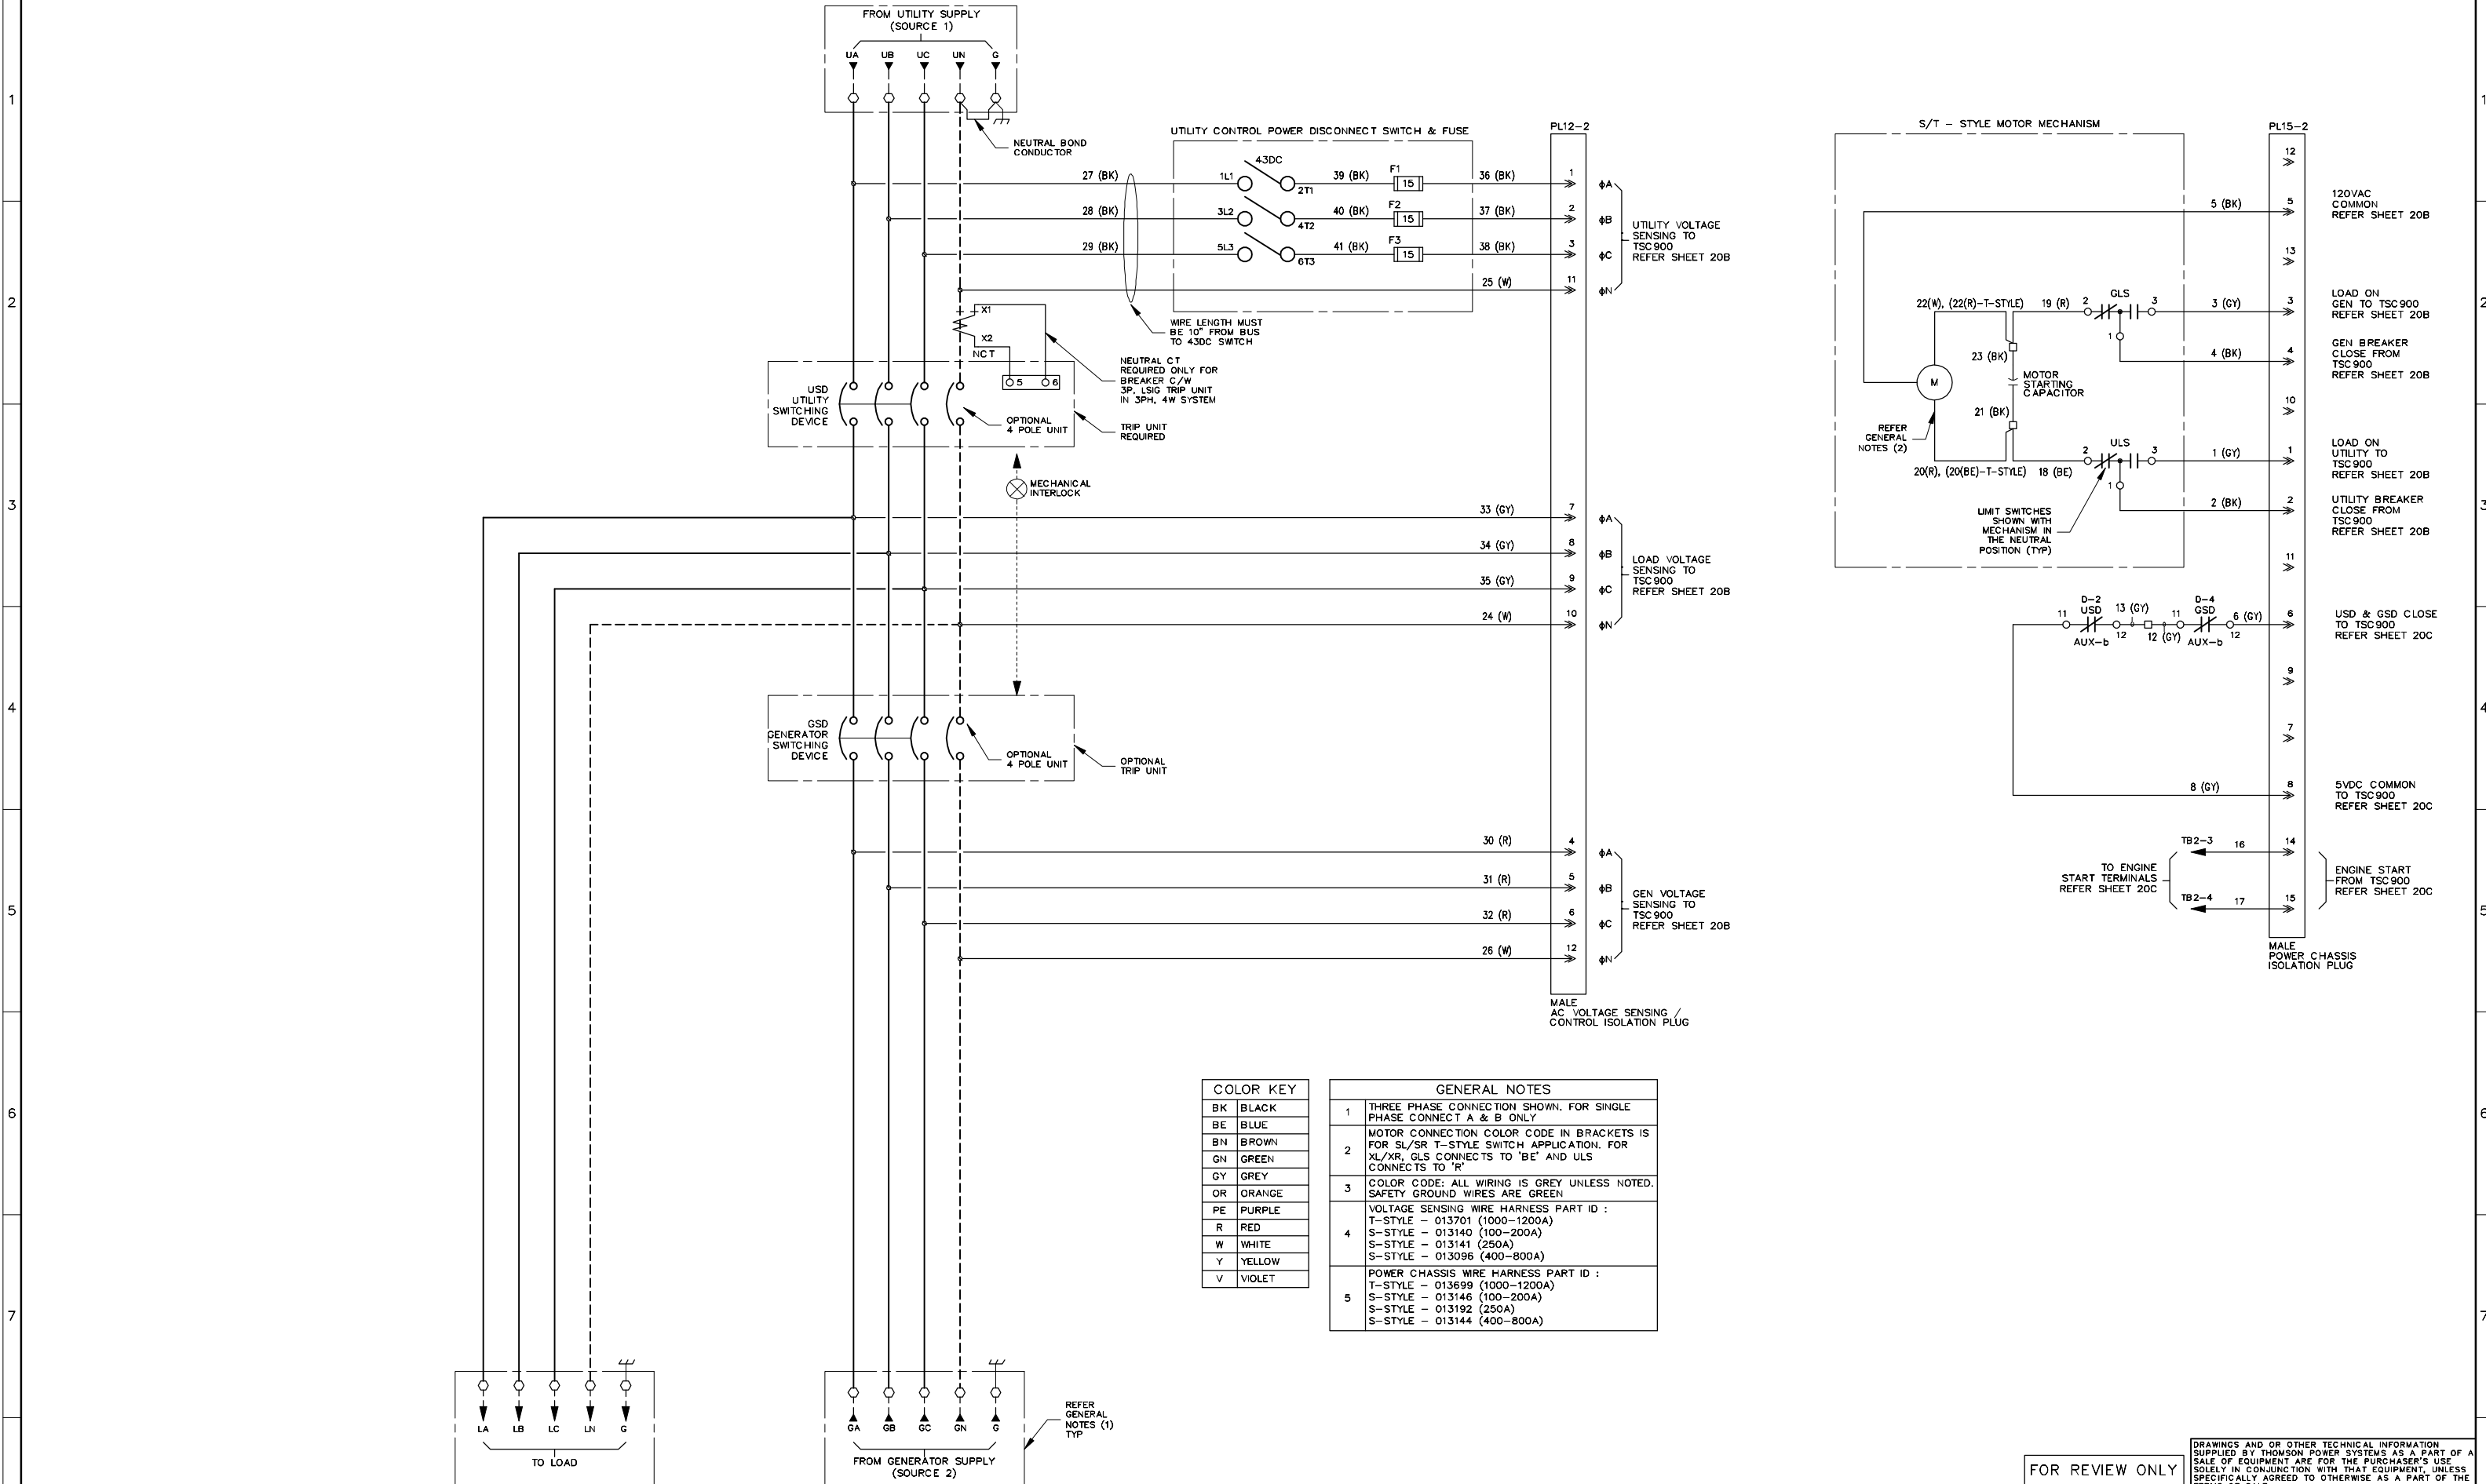 FROM UTILITY SUPPLY
(SOURCE 1)
UA UB UC UN G
NEUTRAL BOND
CONDUCTOR
UTILITY CONTROL POWER DISCONNECT SWITCH & FUSE
PL12-2
27 (BK) 1L1 43DC 2T1 39 (BK) F1 15 36 (BK) 1 ϕA
28 (BK) 3L2 4T2 40 (BK) F2 15 37 (BK) 2 ϕB
29 (BK) 5L3 6T3 41 (BK) F3 15 38 (BK) 3 ϕC
25 (W) 11 ϕN
UTILITY VOLTAGE
SENSING TO
TSC900
REFER SHEET 20B
WIRE LENGTH MUST
BE 10" FROM BUS
TO 43DC SWITCH
X1
X2
NCT
5 6
NEUTRAL CT
REQUIRED ONLY FOR
BREAKER C/W
3P, LSIG TRIP UNIT
IN 3PH, 4W SYSTEM
USD
UTILITY
SWITCHING
DEVICE
OPTIONAL
4 POLE UNIT
TRIP UNIT
REQUIRED
MECHANICAL
INTERLOCK
33 (GY) 7 ϕA
34 (GY) 8 ϕB
35 (GY) 9 ϕC
24 (W) 10 ϕN
LOAD VOLTAGE
SENSING TO
TSC900
REFER SHEET 20B
GSD
GENERATOR
SWITCHING
DEVICE
OPTIONAL
4 POLE UNIT
OPTIONAL
TRIP UNIT
30 (R) 4 ϕA
31 (R) 5 ϕB
32 (R) 6 ϕC
26 (W) 12 ϕN
GEN VOLTAGE
SENSING TO
TSC900
REFER SHEET 20B
MALE
AC VOLTAGE SENSING /
CONTROL ISOLATION PLUG
S/T - STYLE MOTOR MECHANISM
PL15-2
12
5 (BK) 5
120VAC
COMMON
REFER SHEET 20B
13
22(W), (22(R)-T-STYLE) 19 (R) 2 GLS 3 3 (GY) 3
1
LOAD ON
GEN TO TSC900
REFER SHEET 20B
4 (BK) 4
GEN BREAKER
CLOSE FROM
TSC900
REFER SHEET 20B
23 (BK)
M
MOTOR
STARTING
CAPACITOR
21 (BK)
10
REFER
GENERAL
NOTES (2)
20(R), (20(BE)-T-STYLE) 18 (BE) 2 ULS 3 1 (GY) 1
1
LOAD ON
UTILITY TO
TSC900
REFER SHEET 20B
2 (BK) 2
UTILITY BREAKER
CLOSE FROM
TSC900
REFER SHEET 20B
LIMIT SWITCHES
SHOWN WITH
MECHANISM IN
THE NEUTRAL
POSITION (TYP)
11
D-2 D-4
11 USD 13 (GY) 11 GSD 6 (GY) 6
AUX-b 12 12 (GY) AUX-b 12
USD & GSD CLOSE
TO TSC900
REFER SHEET 20C
9
7
8 (GY) 8
5VDC COMMON
TO TSC900
REFER SHEET 20C
TB2-3 16 14
TO ENGINE
START TERMINALS
REFER SHEET 20C
TB2-4 17 15
ENGINE START
FROM TSC900
REFER SHEET 20C
MALE
POWER CHASSIS
ISOLATION PLUG
COLOR KEY
BK BLACK
BE BLUE
BN BROWN
GN GREEN
GY GREY
OR ORANGE
PE PURPLE
R RED
W WHITE
Y YELLOW
V VIOLET
GENERAL NOTES
1 THREE PHASE CONNECTION SHOWN. FOR SINGLE
PHASE CONNECT A & B ONLY
2 MOTOR CONNECTION COLOR CODE IN BRACKETS IS
FOR SL/SR T-STYLE SWITCH APPLICATION. FOR
XL/XR, GLS CONNECTS TO 'BE' AND ULS
CONNECTS TO 'R'
3 COLOR CODE: ALL WIRING IS GREY UNLESS NOTED.
SAFETY GROUND WIRES ARE GREEN
4 VOLTAGE SENSING WIRE HARNESS PART ID :
T-STYLE - 013701 (1000-1200A)
S-STYLE - 013140 (100-200A)
S-STYLE - 013141 (250A)
S-STYLE - 013096 (400-800A)
5 POWER CHASSIS WIRE HARNESS PART ID :
T-STYLE - 013699 (1000-1200A)
S-STYLE - 013146 (100-200A)
S-STYLE - 013192 (250A)
S-STYLE - 013144 (400-800A)
LA LB LC LN G
TO LOAD
GA GB GC GN G
FROM GENERATOR SUPPLY
(SOURCE 2)
REFER
GENERAL
NOTES (1)
TYP
FOR REVIEW ONLY
DRAWINGS AND OR OTHER TECHNICAL INFORMATION
SUPPLIED BY THOMSON POWER SYSTEMS AS A PART OF A
SALE OF EQUIPMENT ARE FOR THE PURCHASER'S USE
SOLELY IN CONJUNCTION WITH THAT EQUIPMENT, UNLESS
SPECIFICALLY AGREED TO OTHERWISE AS A PART OF THE
1 1
2 2
3 3
4 4
5 5
6 6
7 7